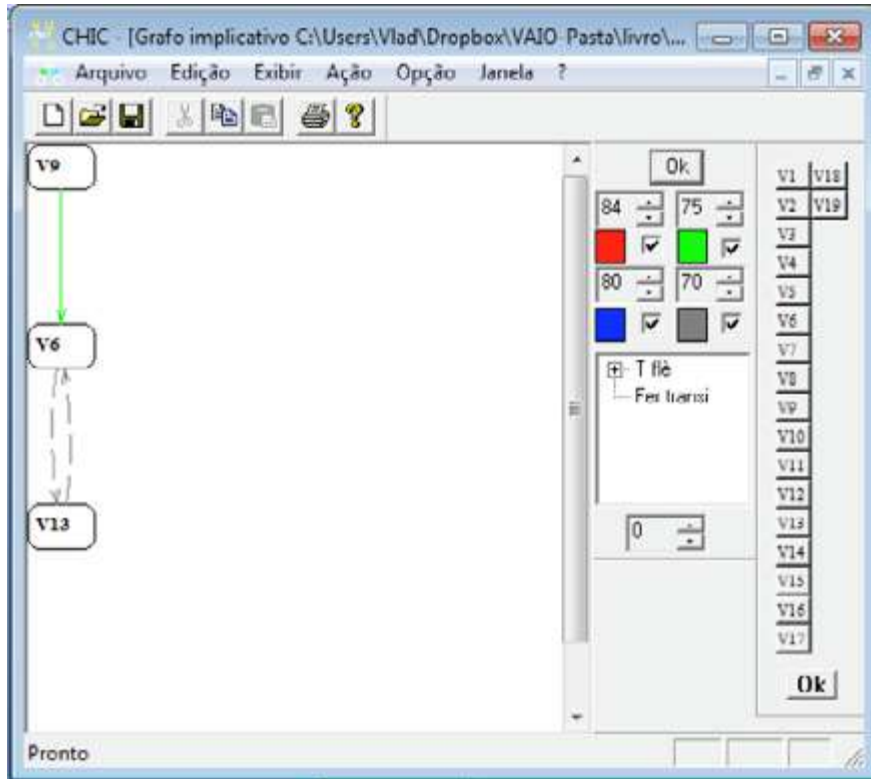 CHIC - [Grafo implicativo C:\Users\Vlad\Dropbox\VAIO Pasta\livro\...
Arquivo Edição Exibir Ação Opção Janela ?
V9
V6
V13
Ok
84 75
80 70
T flè
Fer transi
0
V1 V18
V2 V19
V3
V4
V5
V6
V7
V8
V9
V10
V11
V12
V13
V14
V15
V16
V17
Ok
Pronto